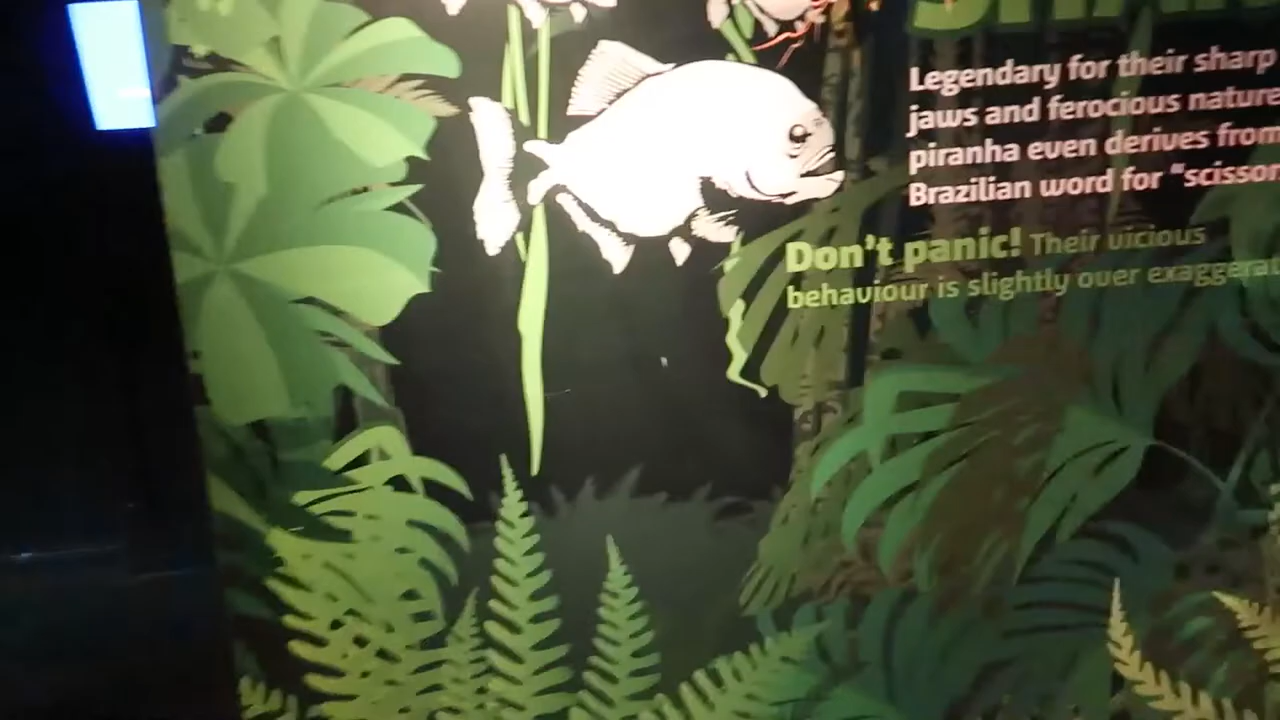 Legendary for their sharp
jaws and ferocious nature
piranha even derives from
Brazilian word for "scissor
Don't panic! Their vicious
behaviour is slightly over exaggerat